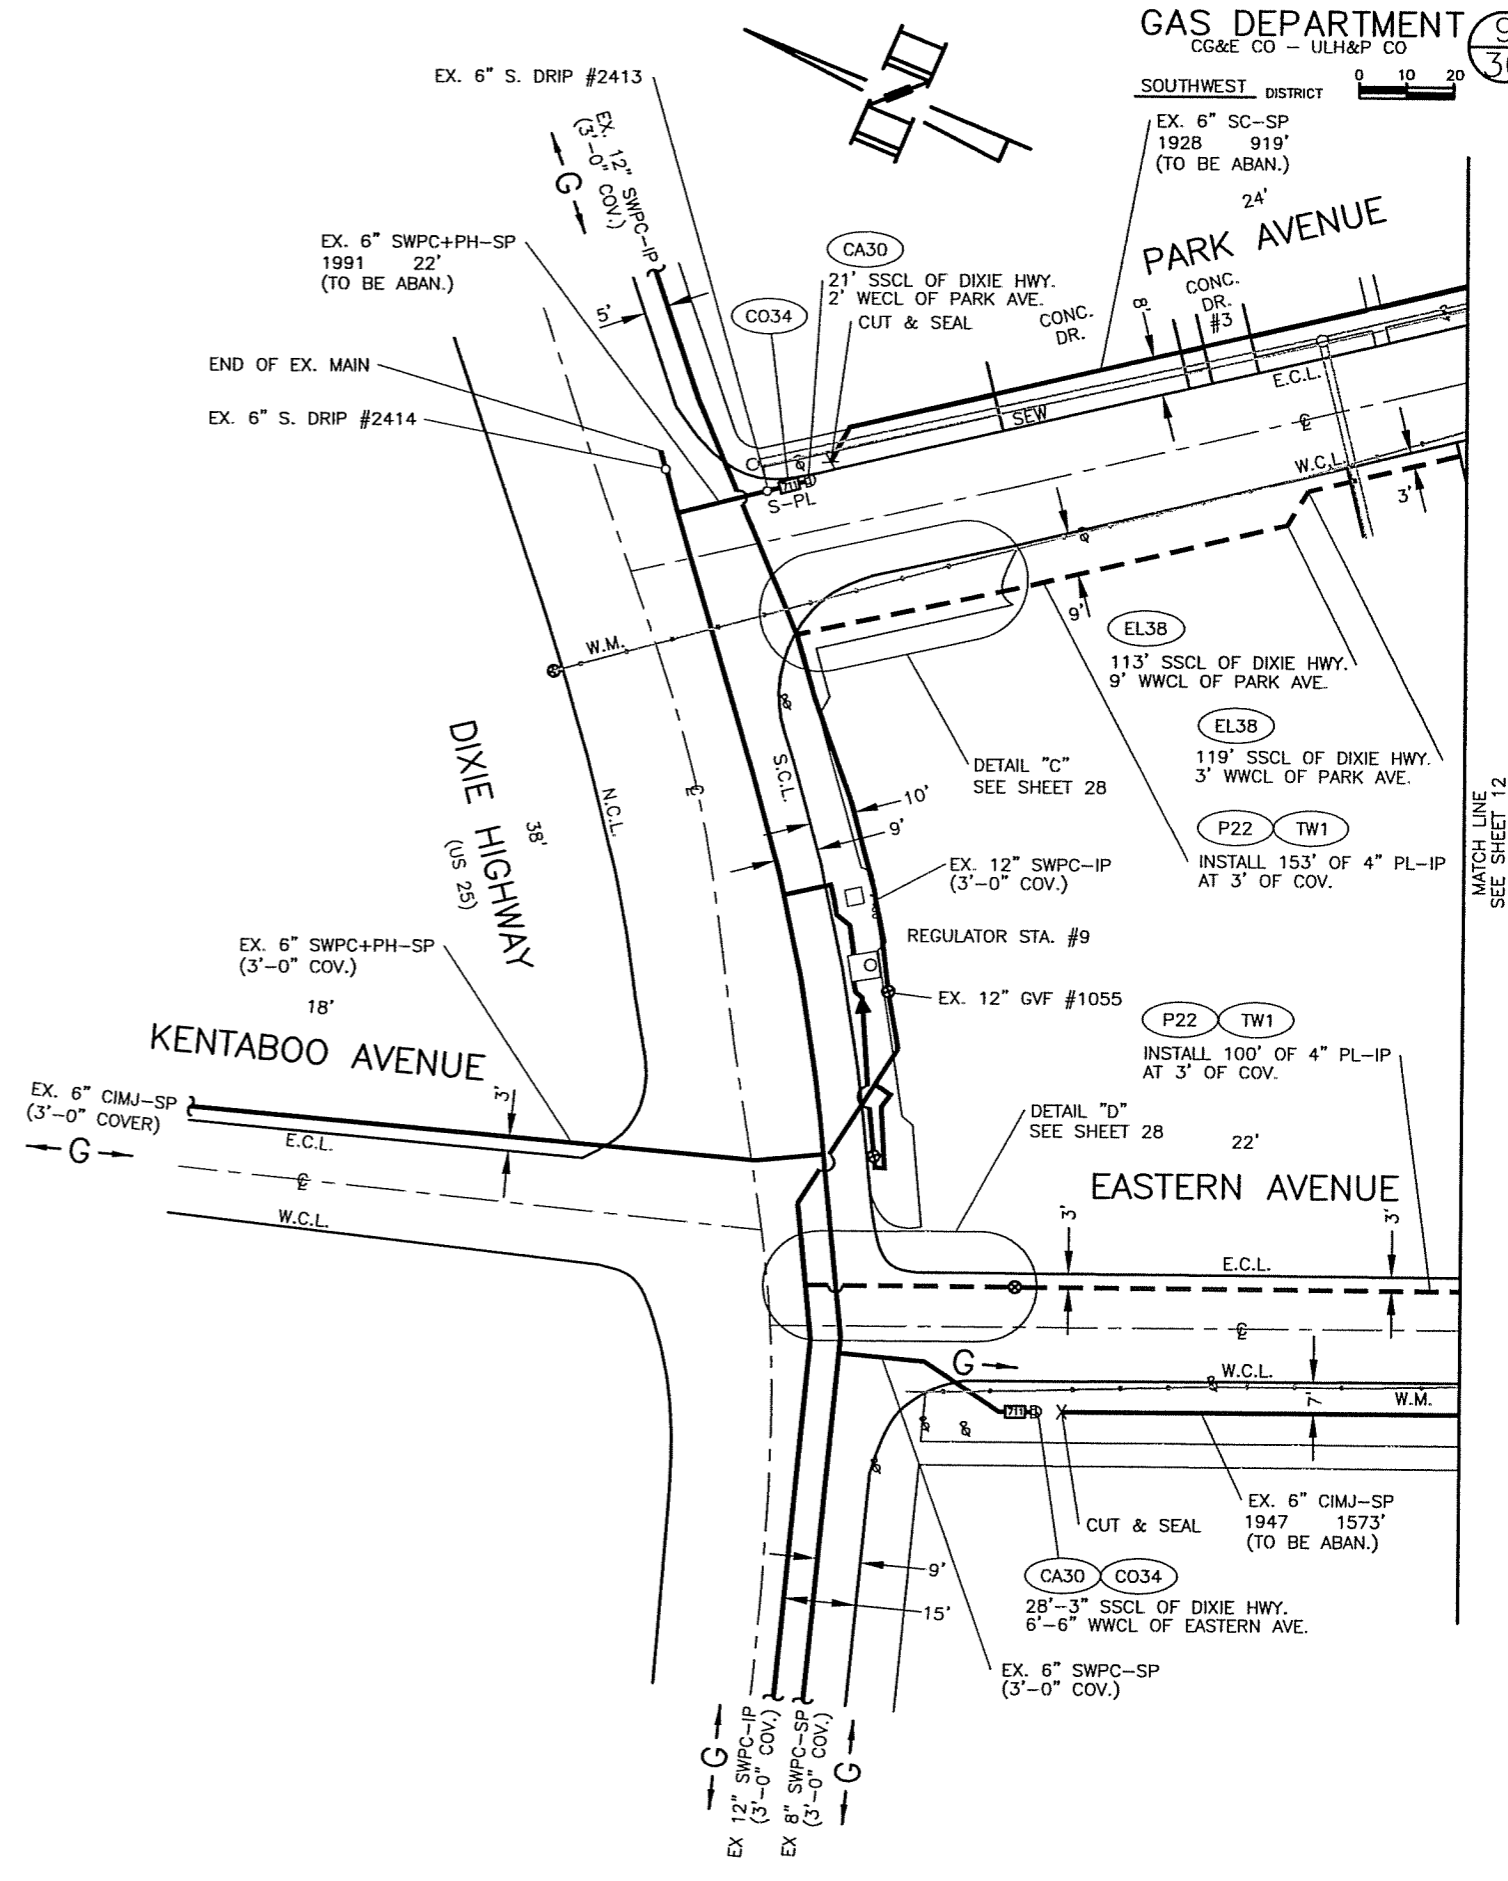 GAS DEPARTMENT
CG&E CO – ULH&P CO
9
SOUTHWEST DISTRICT
0 10 20
EX. 6" S. DRIP #2413
EX. 12" SWPC-IP
(3'-0" COV.)
G
EX. 6" SC-SP
1928 919'
(TO BE ABAN.)
24'
PARK AVENUE
EX. 6" SWPC+PH-SP
1991 22'
(TO BE ABAN.)
CA30
21' SSCL OF DIXIE HWY.
2' WECL OF PARK AVE.
CUT & SEAL
CO34
5'
CONC.
DR.
8'
CONC.
DR.
#3
END OF EX. MAIN
EX. 6" S. DRIP #2414
SEW
E.C.L.
711
S-PL
W.C.L.
3'
9'
W.M.
EL38
113' SSCL OF DIXIE HWY.
9' WWCL OF PARK AVE.
EL38
119' SSCL OF DIXIE HWY.
3' WWCL OF PARK AVE.
DETAIL "C"
SEE SHEET 28
DIXIE HIGHWAY
38'
(US 25)
N.C.L.
S.C.L.
10'
9'
P22 TW1
INSTALL 153' OF 4" PL-IP
AT 3' OF COV.
MATCH LINE
SEE SHEET 12
EX. 12" SWPC-IP
(3'-0" COV.)
REGULATOR STA. #9
EX. 6" SWPC+PH-SP
(3'-0" COV.)
18'
KENTABOO AVENUE
EX. 12" GVF #1055
P22 TW1
INSTALL 100' OF 4" PL-IP
AT 3' OF COV.
EX. 6" CIMJ-SP
(3'-0" COVER)
G
3'
E.C.L.
W.C.L.
DETAIL "D"
SEE SHEET 28
22'
EASTERN AVENUE
3'
3'
E.C.L.
G
W.C.L.
W.M.
7'
711
CUT & SEAL
EX. 6" CIMJ-SP
1947 1573'
(TO BE ABAN.)
CA30 CO34
28'-3" SSCL OF DIXIE HWY.
6'-6" WWCL OF EASTERN AVE.
9'
15'
EX. 6" SWPC-SP
(3'-0" COV.)
G
EX 12" SWPC-IP
(3'-0" COV.)
EX 8" SWPC-SP
(3'-0" COV.)
G